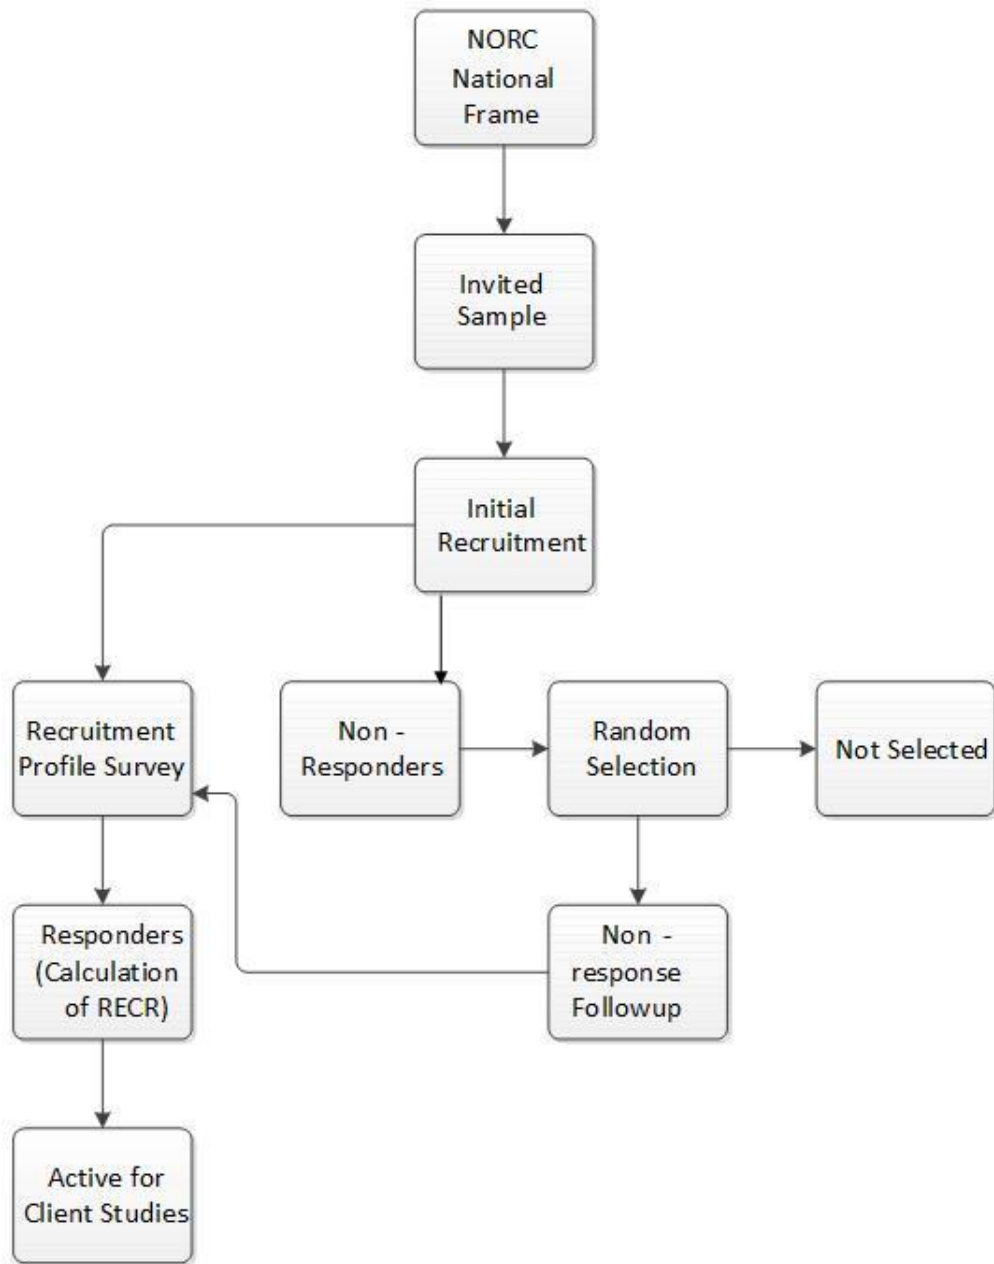 NORC
National
Frame
Invited
Sample
Initial
Recruitment
Recruitment
Profile Survey
Non -
Responders
Random
Selection
Not Selected
Responders
(Calculation
of RECR)
Non -
response
Followup
Active for
Client Studies